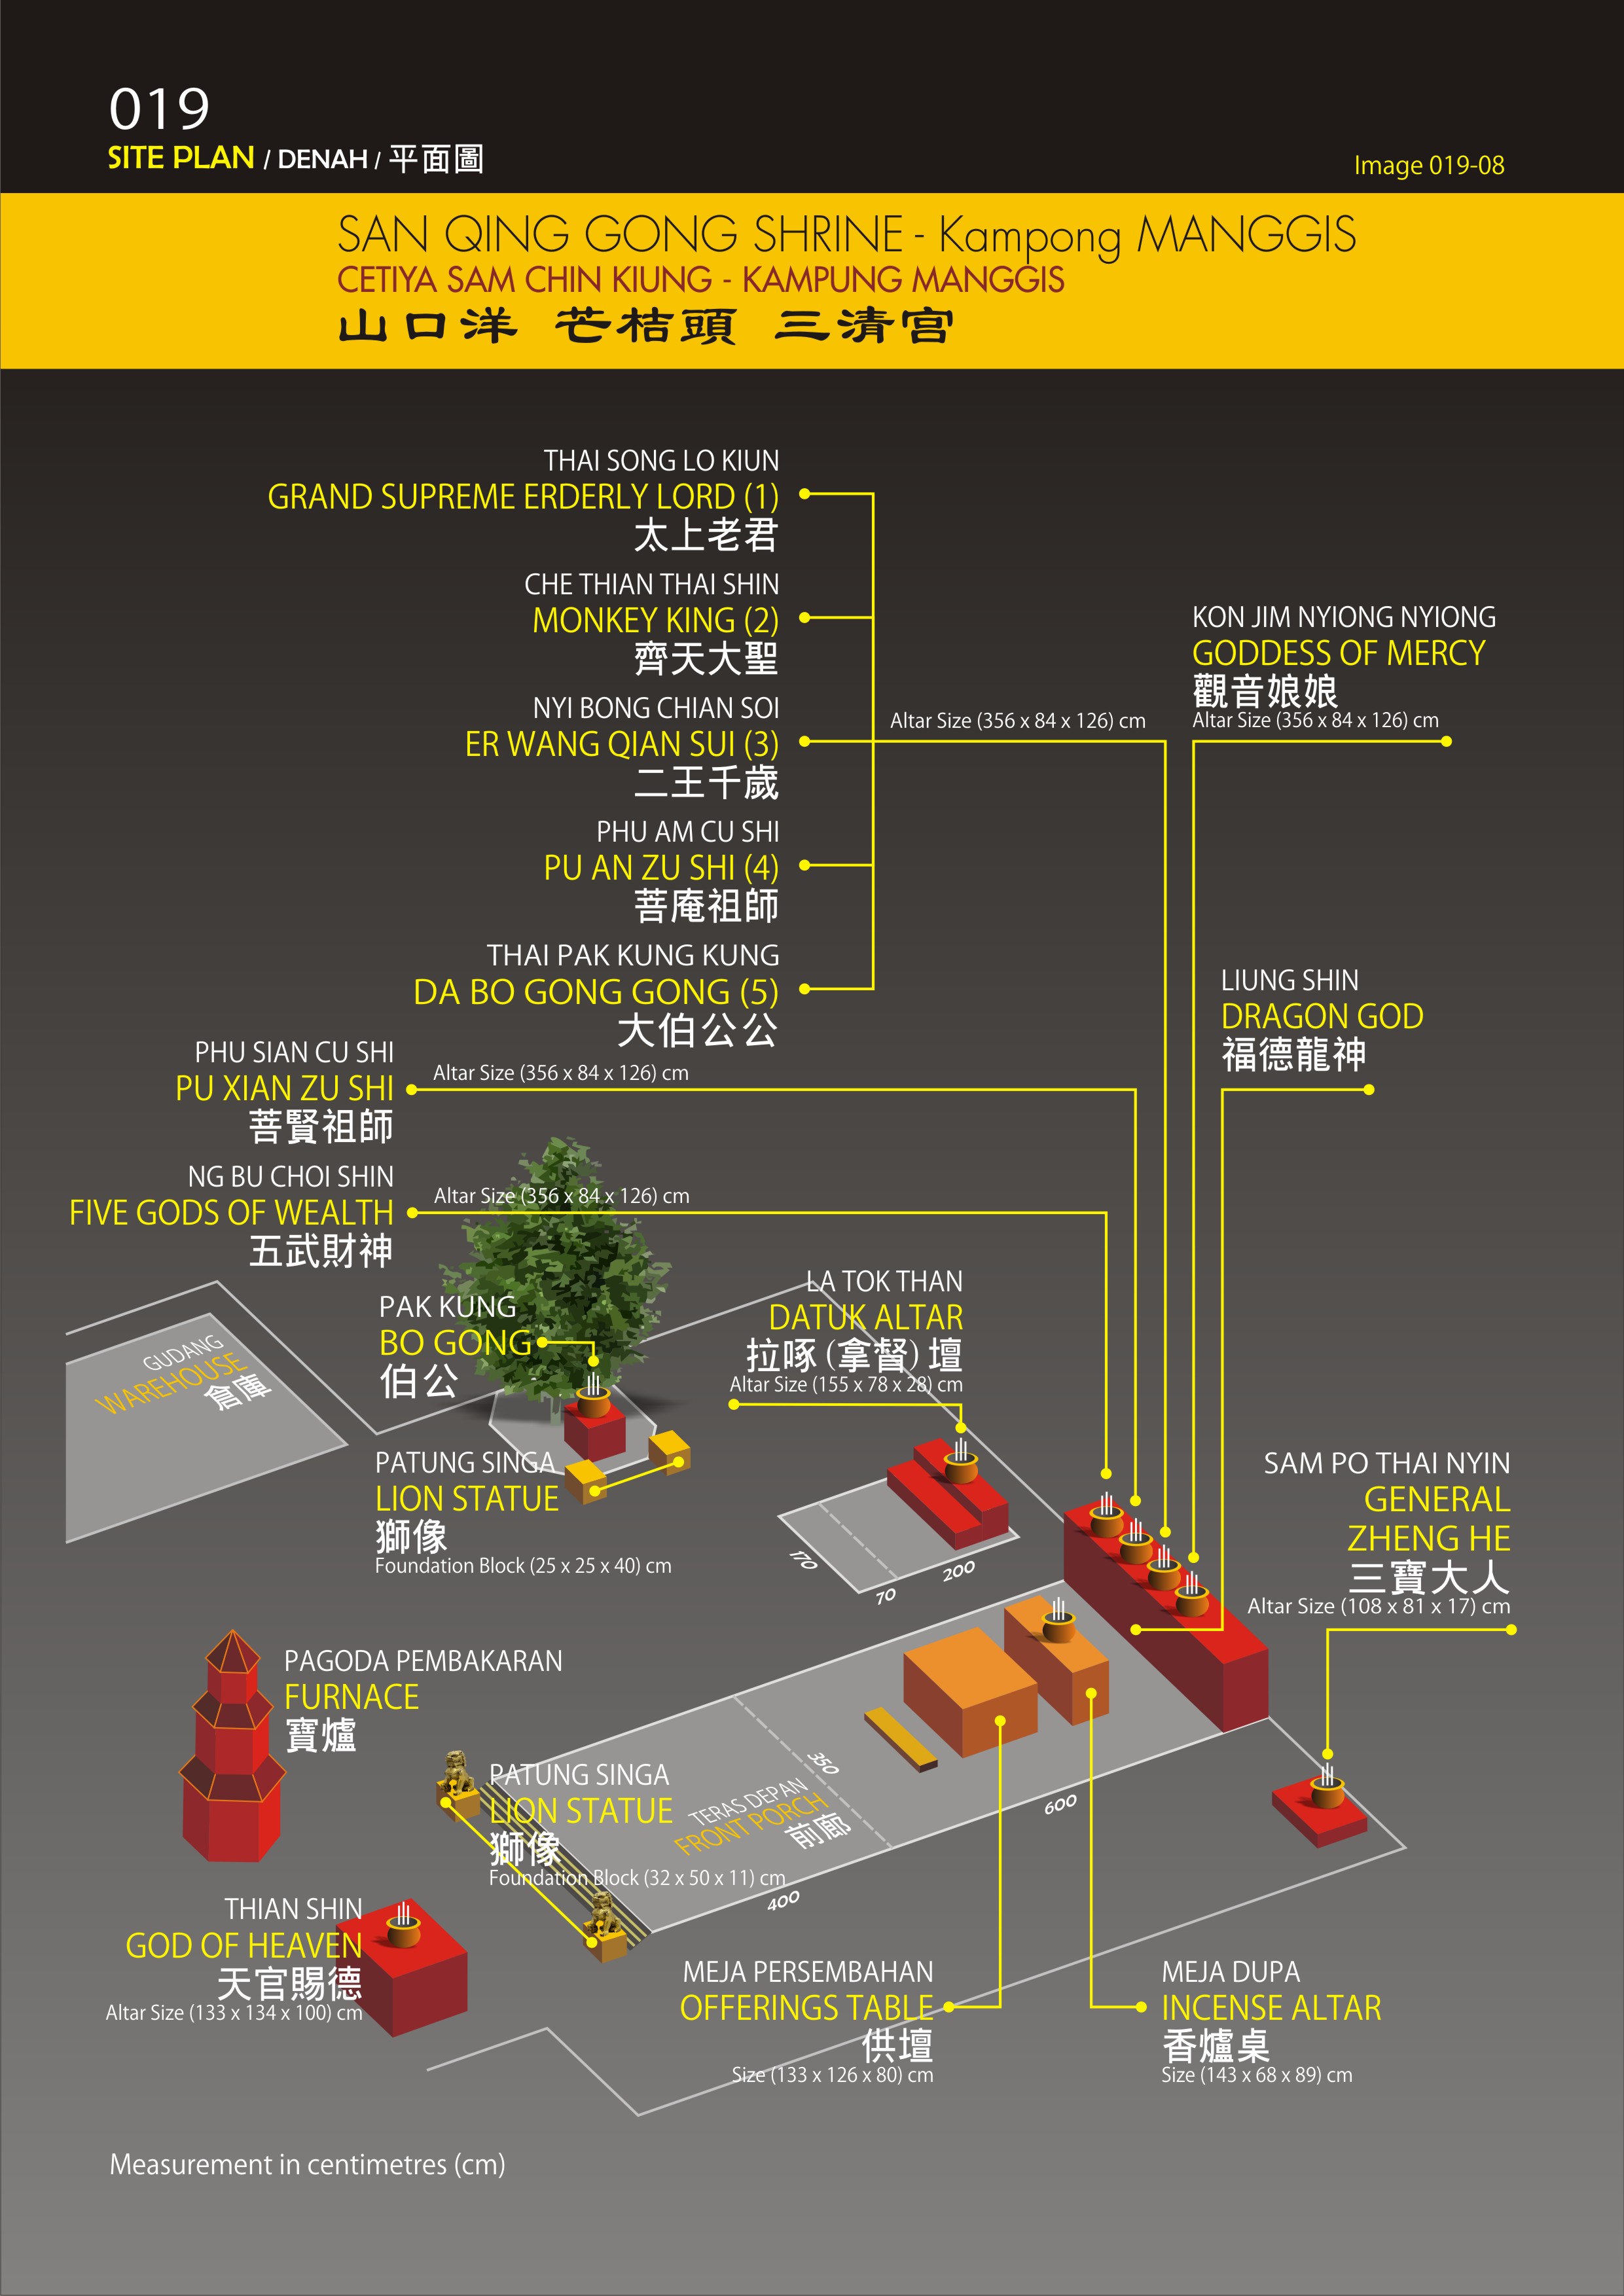 019
SITE PLAN / DENAH / 平面圖
Image 019-08
SAN QING GONG SHRINE - Kampong MANGGIS
CETIYA SAM CHIN KIUNG - KAMPUNG MANGGIS
山口洋 芒桔頭 三清宮
THAI SONG LO KIUN
GRAND SUPREME ERDERLY LORD (1)
太上老君
CHE THIAN THAI SHIN
MONKEY KING (2)
齊天大聖
NYI BONG CHIAN SOI
ER WANG QIAN SUI (3)
二王千歲
Altar Size (356 x 84 x 126) cm
PHU AM CU SHI
PU AN ZU SHI (4)
菩庵祖師
THAI PAK KUNG KUNG
DA BO GONG GONG (5)
大伯公公
KON JIM NYIONG NYIONG
GODDESS OF MERCY
觀音娘娘
Altar Size (356 x 84 x 126) cm
LIUNG SHIN
DRAGON GOD
福德龍神
PHU SIAN CU SHI
PU XIAN ZU SHI
菩賢祖師
Altar Size (356 x 84 x 126) cm
NG BU CHOI SHIN
FIVE GODS OF WEALTH
五武財神
Altar Size (356 x 84 x 126) cm
GUDANG
WAREHOUSE
倉庫
PAK KUNG
BO GONG
伯公
LA TOK THAN
DATUK ALTAR
拉啄 (拿督) 壇
Altar Size (155 x 78 x 28) cm
PATUNG SINGA
LION STATUE
獅像
Foundation Block (25 x 25 x 40) cm
170
70
200
SAM PO THAI NYIN
GENERAL
ZHENG HE
三寶大人
Altar Size (108 x 81 x 17) cm
PAGODA PEMBAKARAN
FURNACE
寶爐
PATUNG SINGA
LION STATUE
獅像
Foundation Block (32 x 50 x 11) cm
350
TERAS DEPAN
FRONT PORCH
前廊
600
400
THIAN SHIN
GOD OF HEAVEN
天官賜德
Altar Size (133 x 134 x 100) cm
MEJA PERSEMBAHAN
OFFERINGS TABLE
供壇
Size (133 x 126 x 80) cm
MEJA DUPA
INCENSE ALTAR
香爐桌
Size (143 x 68 x 89) cm
Measurement in centimetres (cm)